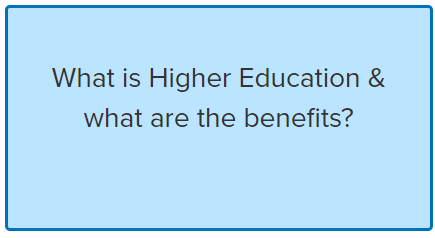 What is Higher Education &
what are the benefits?